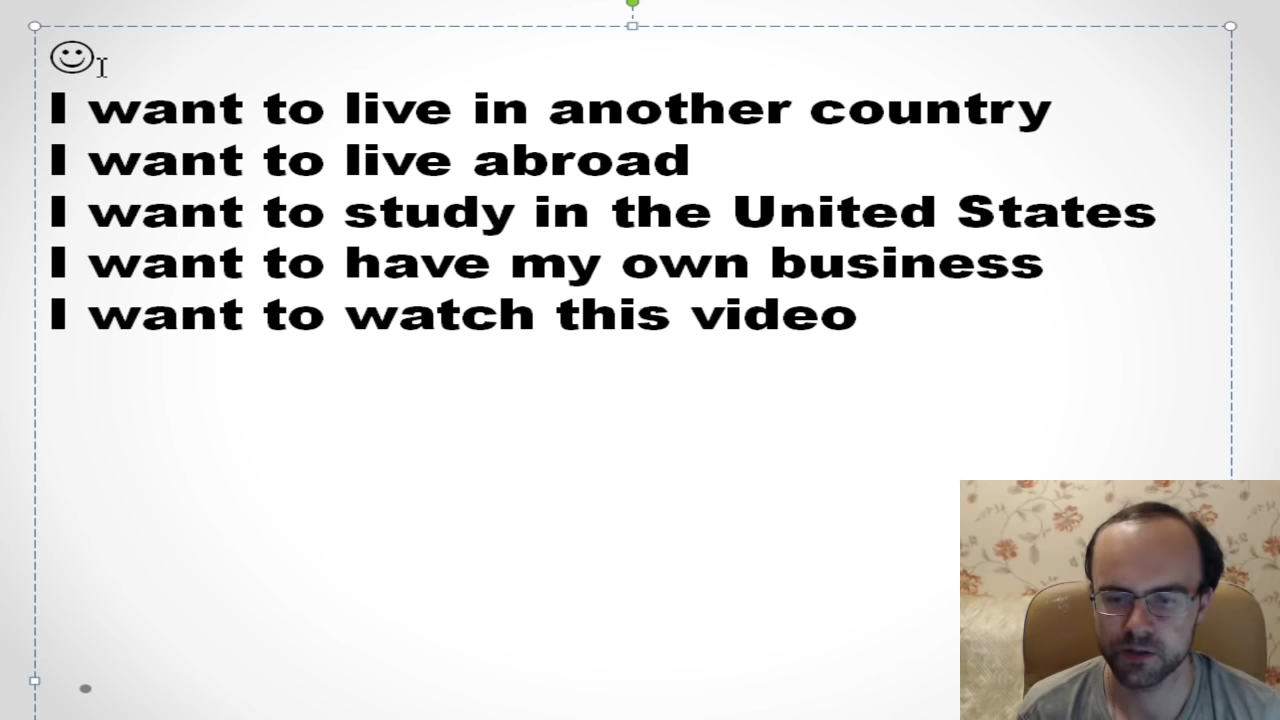 I want to live in another country
I want to live abroad
I want to study in the United States
I want to have my own business
I want to watch this video